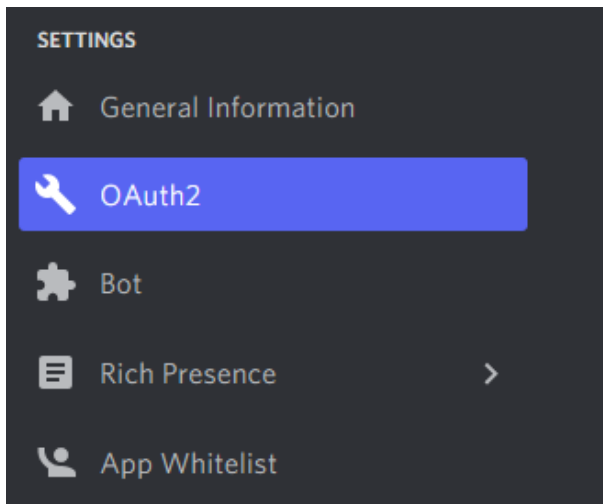 SETTINGS
General Information
OAuth2
Bot
Rich Presence
App Whitelist